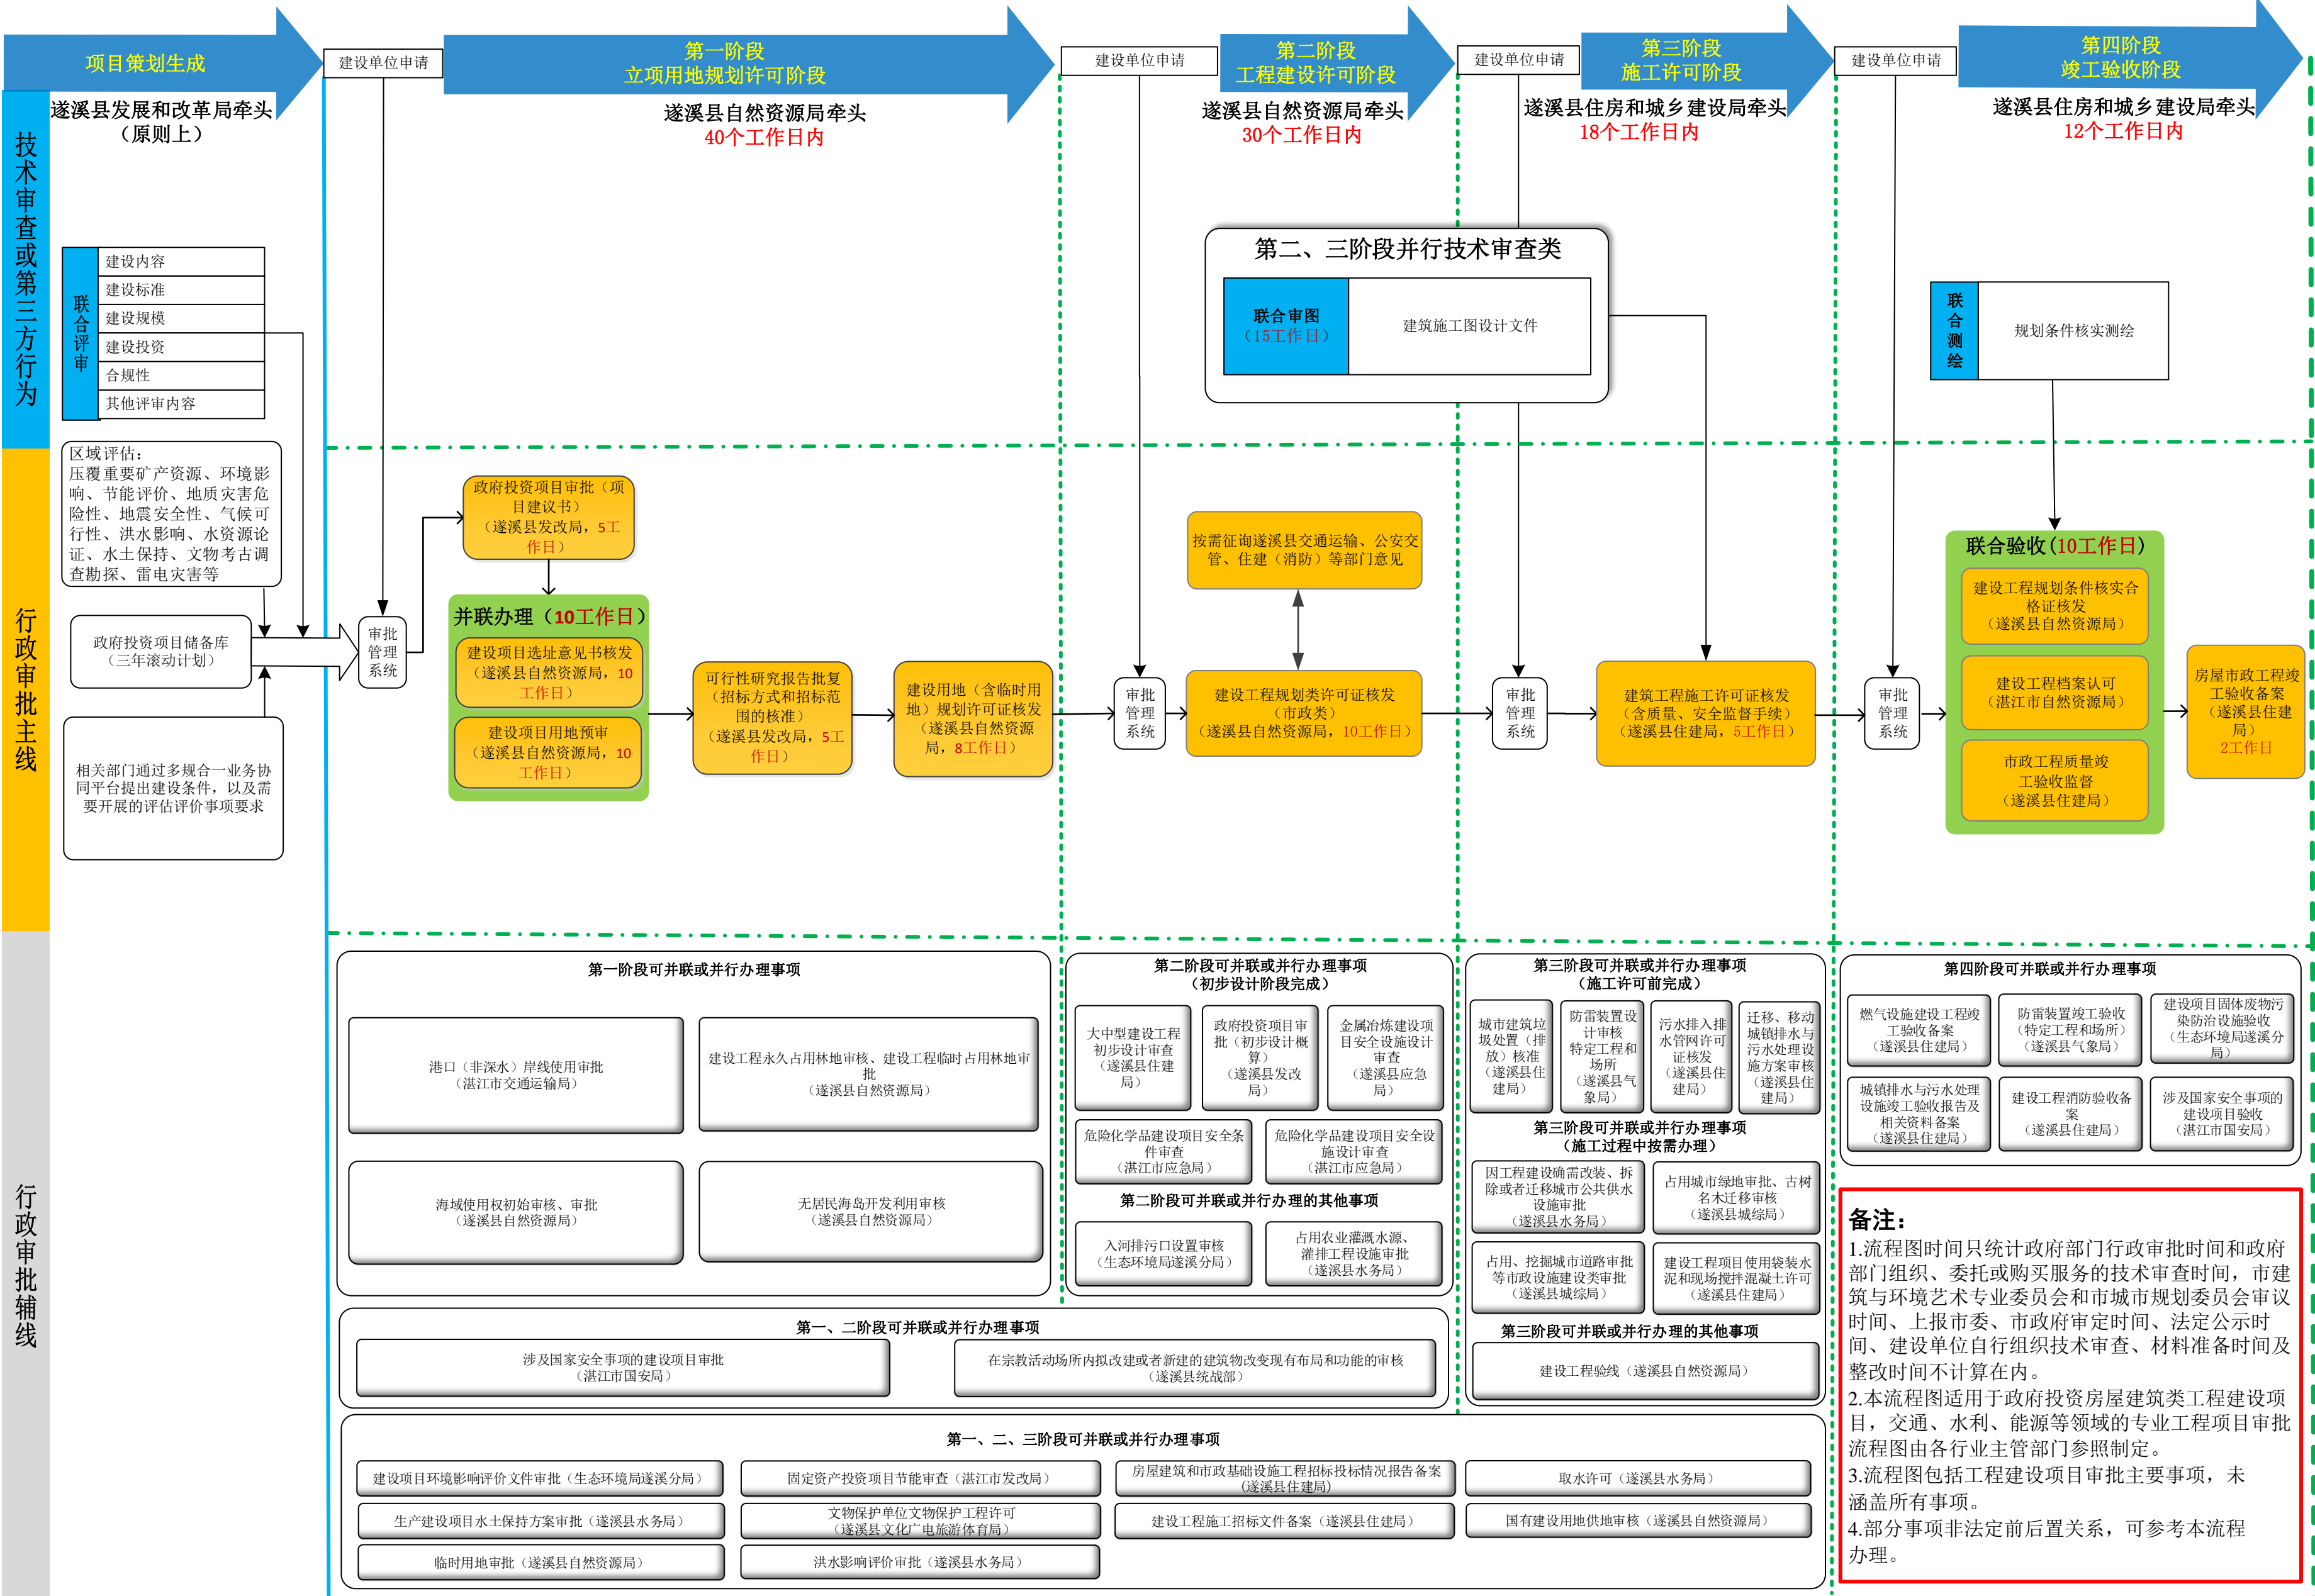 项目策划生成
建设单位申请
第一阶段
立项用地规划许可阶段
建设单位申请
第二阶段
工程建设许可阶段
建设单位申请
第三阶段
施工许可阶段
建设单位申请
第四阶段
竣工验收阶段
遂溪县发展和改革局牵头
（原则上）
遂溪县自然资源局牵头
40个工作日内
遂溪县自然资源局牵头
30个工作日内
遂溪县住房和城乡建设局牵头
18个工作日内
遂溪县住房和城乡建设局牵头
12个工作日内
技术审查或第三方行为
联合评审
建设内容
建设标准
建设规模
建设投资
合规性
其他评审内容
第二、三阶段并行技术审查类
联合审图
（15工作日）
建筑施工图设计文件
联合测绘
规划条件核实测绘
行政审批主线
区域评估：
压覆重要矿产资源、环境影
响、节能评价、地质灾害危
险性、地震安全性、气候可
行性、洪水影响、水资源论
证、水土保持、文物考古调
查勘探、雷电灾害等
政府投资项目储备库
（三年滚动计划）
相关部门通过多规合一业务协
同平台提出建设条件，以及需
要开展的评估评价事项要求
审批
管理
系统
政府投资项目审批（项
目建议书）
（遂溪县发改局，5工
作日）
并联办理（10工作日）
建设项目选址意见书核发
（遂溪县自然资源局，10
工作日）
建设项目用地预审
（遂溪县自然资源局，10
工作日）
可行性研究报告批复
（招标方式和招标范
围的核准）
（遂溪县发改局，5工
作日）
建设用地（含临时用
地）规划许可证核发
（遂溪县自然资源
局，8工作日）
审批
管理
系统
按需征询遂溪县交通运输、公安交
管、住建（消防）等部门意见
建设工程规划类许可证核发
（市政类）
（遂溪县自然资源局，10工作日）
审批
管理
系统
建筑工程施工许可证核发
（含质量、安全监督手续）
（遂溪县住建局，5工作日）
审批
管理
系统
联合验收(10工作日)
建设工程规划条件核实合
格证核发
（遂溪县自然资源局）
建设工程档案认可
（湛江市自然资源局）
市政工程质量竣
工验收监督
（遂溪县住建局）
房屋市政工程竣
工验收备案
（遂溪县住建
局）
2工作日
行政审批辅线
第一阶段可并联或并行办理事项
港口（非深水）岸线使用审批
（湛江市交通运输局）
建设工程永久占用林地审核、建设工程临时占用林地审
批
（遂溪县自然资源局）
海域使用权初始审核、审批
（遂溪县自然资源局）
无居民海岛开发利用审核
（遂溪县自然资源局）
第二阶段可并联或并行办理事项
（初步设计阶段完成）
大中型建设工程
初步设计审查
（遂溪县住建
局）
政府投资项目审
批（初步设计概
算）
（遂溪县发改
局）
金属冶炼建设项
目安全设施设计
审查
（遂溪县应急
局）
危险化学品建设项目安全条
件审查
（湛江市应急局）
危险化学品建设项目安全设
施设计审查
（湛江市应急局）
第二阶段可并联或并行办理的其他事项
入河排污口设置审核
（生态环境局遂溪分局）
占用农业灌溉水源、
灌排工程设施审批
（遂溪县水务局）
第三阶段可并联或并行办理事项
（施工许可前完成）
城市建筑垃
圾处置（排
放）核准
（遂溪县住
建局）
防雷装置设
计审核
特定工程和
场所
（遂溪县气
象局）
污水排入排
水管网许可
证核发
（遂溪县住
建局）
迁移、移动
城镇排水与
污水处理设
施方案审核
（遂溪县住
建局）
第三阶段可并联或并行办理事项
（施工过程中按需办理）
因工程建设确需改装、拆
除或者迁移城市公共供水
设施审批
（遂溪县水务局）
占用城市绿地审批、古树
名木迁移审核
（遂溪县城综局）
占用、挖掘城市道路审批
等市政设施建设类审批
（遂溪县城综局）
建设工程项目使用袋装水
泥和现场搅拌混凝土许可
（遂溪县住建局）
第三阶段可并联或并行办理的其他事项
建设工程验线（遂溪县自然资源局）
第四阶段可并联或并行办理事项
燃气设施建设工程竣
工验收备案
（遂溪县住建局）
防雷装置竣工验收
（特定工程和场所）
（遂溪县气象局）
建设项目固体废物污
染防治设施验收
（生态环境局遂溪分
局）
城镇排水与污水处理
设施竣工验收报告及
相关资料备案
（遂溪县住建局）
建设工程消防验收备
案
（遂溪县住建局）
涉及国家安全事项的
建设项目验收
（湛江市国安局）
第一、二阶段可并联或并行办理事项
涉及国家安全事项的建设项目审批
（湛江市国安局）
在宗教活动场所内拟改建或者新建的建筑物改变现有布局和功能的审核
（遂溪县统战部）
第一、二、三阶段可并联或并行办理事项
建设项目环境影响评价文件审批（生态环境局遂溪分局）
固定资产投资项目节能审查（湛江市发改局）
房屋建筑和市政基础设施工程招标投标情况报告备案
(遂溪县住建局)
取水许可（遂溪县水务局）
生产建设项目水土保持方案审批（遂溪县水务局）
文物保护单位文物保护工程许可
（遂溪县文化广电旅游体育局）
建设工程施工招标文件备案（遂溪县住建局）
国有建设用地供地审核（遂溪县自然资源局）
临时用地审批（遂溪县自然资源局）
洪水影响评价审批（遂溪县水务局）
备注：
1.流程图时间只统计政府部门行政审批时间和政府
部门组织、委托或购买服务的技术审查时间，市建
筑与环境艺术专业委员会和市城市规划委员会审议
时间、上报市委、市政府审定时间、法定公示时
间、建设单位自行组织技术审查、材料准备时间及
整改时间不计算在内。
2.本流程图适用于政府投资房屋建筑类工程建设项
目，交通、水利、能源等领域的专业工程项目审批
流程图由各行业主管部门参照制定。
3.流程图包括工程建设项目审批主要事项，未
涵盖所有事项。
4.部分事项非法定前后置关系，可参考本流程
办理。